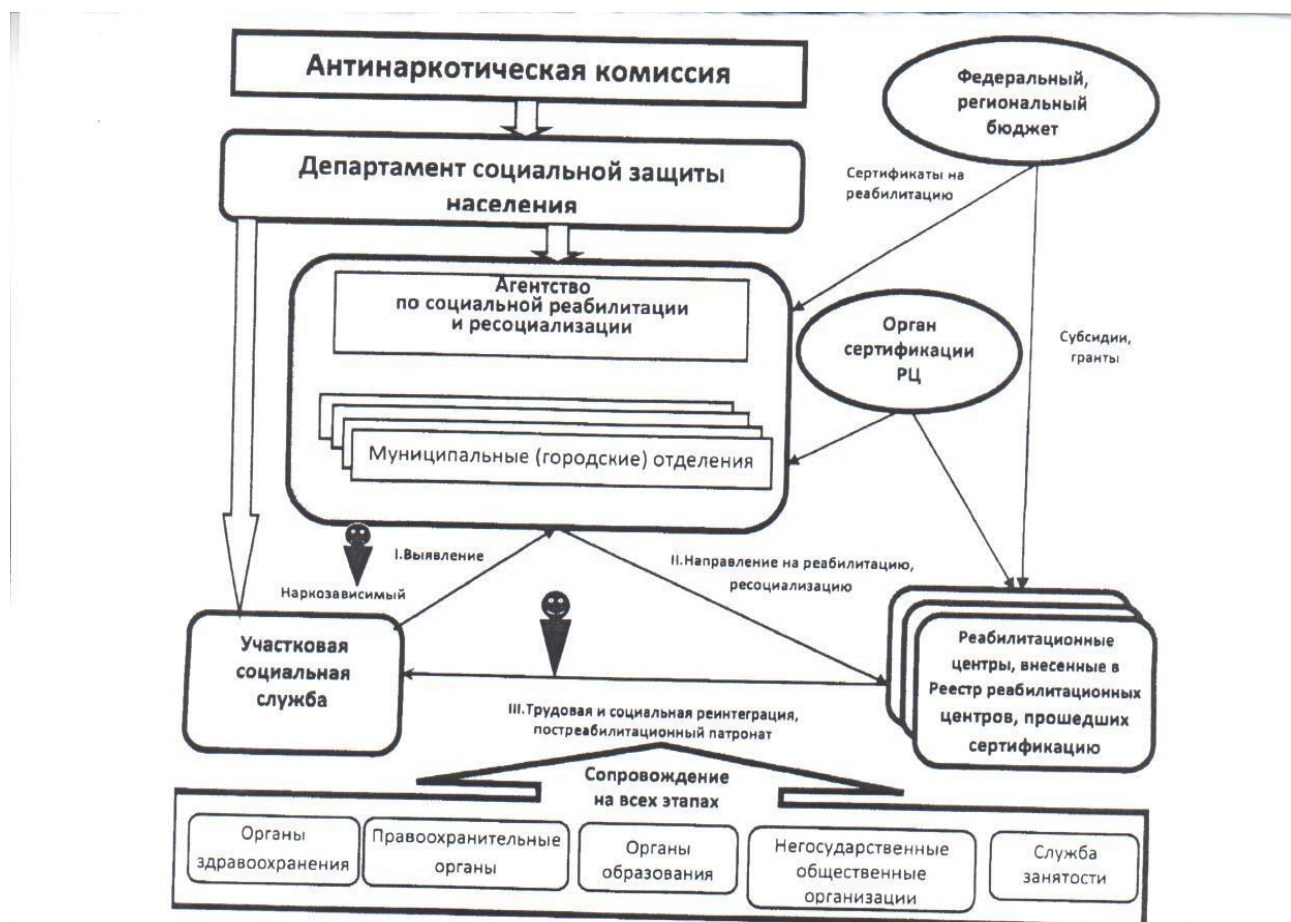 Антинаркотическая комиссия
Федеральный,
региональный
бюджет
Департамент социальной защиты
населения
Сертификаты на
реабилитацию
Агентство
по социальной реабилитации
и ресоциализации
Орган
сертификации
РЦ
Субсидии,
гранты
Муниципальные (городские) отделения
I.Выявление
II.Направление на реабилитацию,
ресоциализацию
Наркозависимый
Участковая
социальная
служба
Реабилитационные
центры, внесенные в
Реестр реабилитационных
центров, прошедших
сертификацию
III.Трудовая и социальная реинтеграция,
постреабилитационный патронат
Сопровождение
на всех этапах
Органы
здравоохранения
Правоохранительные
органы
Органы
образования
Негосударственные
общественные
организации
Служба
занятости